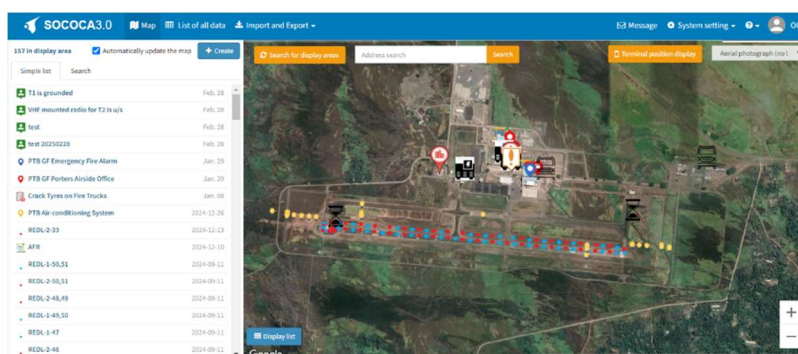 SOCOCA3.0 Map List of all data Import and Export Message System setting
157 in display area Automatically update the map + Create Search for display areas Address search Search Terminal position display Aerial photograph (no l
Simple list Search
T1 is grounded Feb. 28
VHF mounted radio for T2 is u/s Feb. 28
test Feb. 28
test 20250228 Feb. 28
PTB GF Emergency Fire Alarm Jan. 29
PTB GF Porters Airside Office Jan. 29
Crack Tyres on Fire Trucks Jan. 06
PTB Air-conditioning System 2024-12-26
REDL-2-33 2024-12-13
AFR 2024-12-10
REDL-1-50,51 2024-09-11
REDL-2-50,51 2024-09-11
REDL-2-48,49 2024-09-11
REDL-1-49,50 2024-09-11
REDL-1-47 2024-09-11
REDL-2-46 2024-09-11
Display list
Google